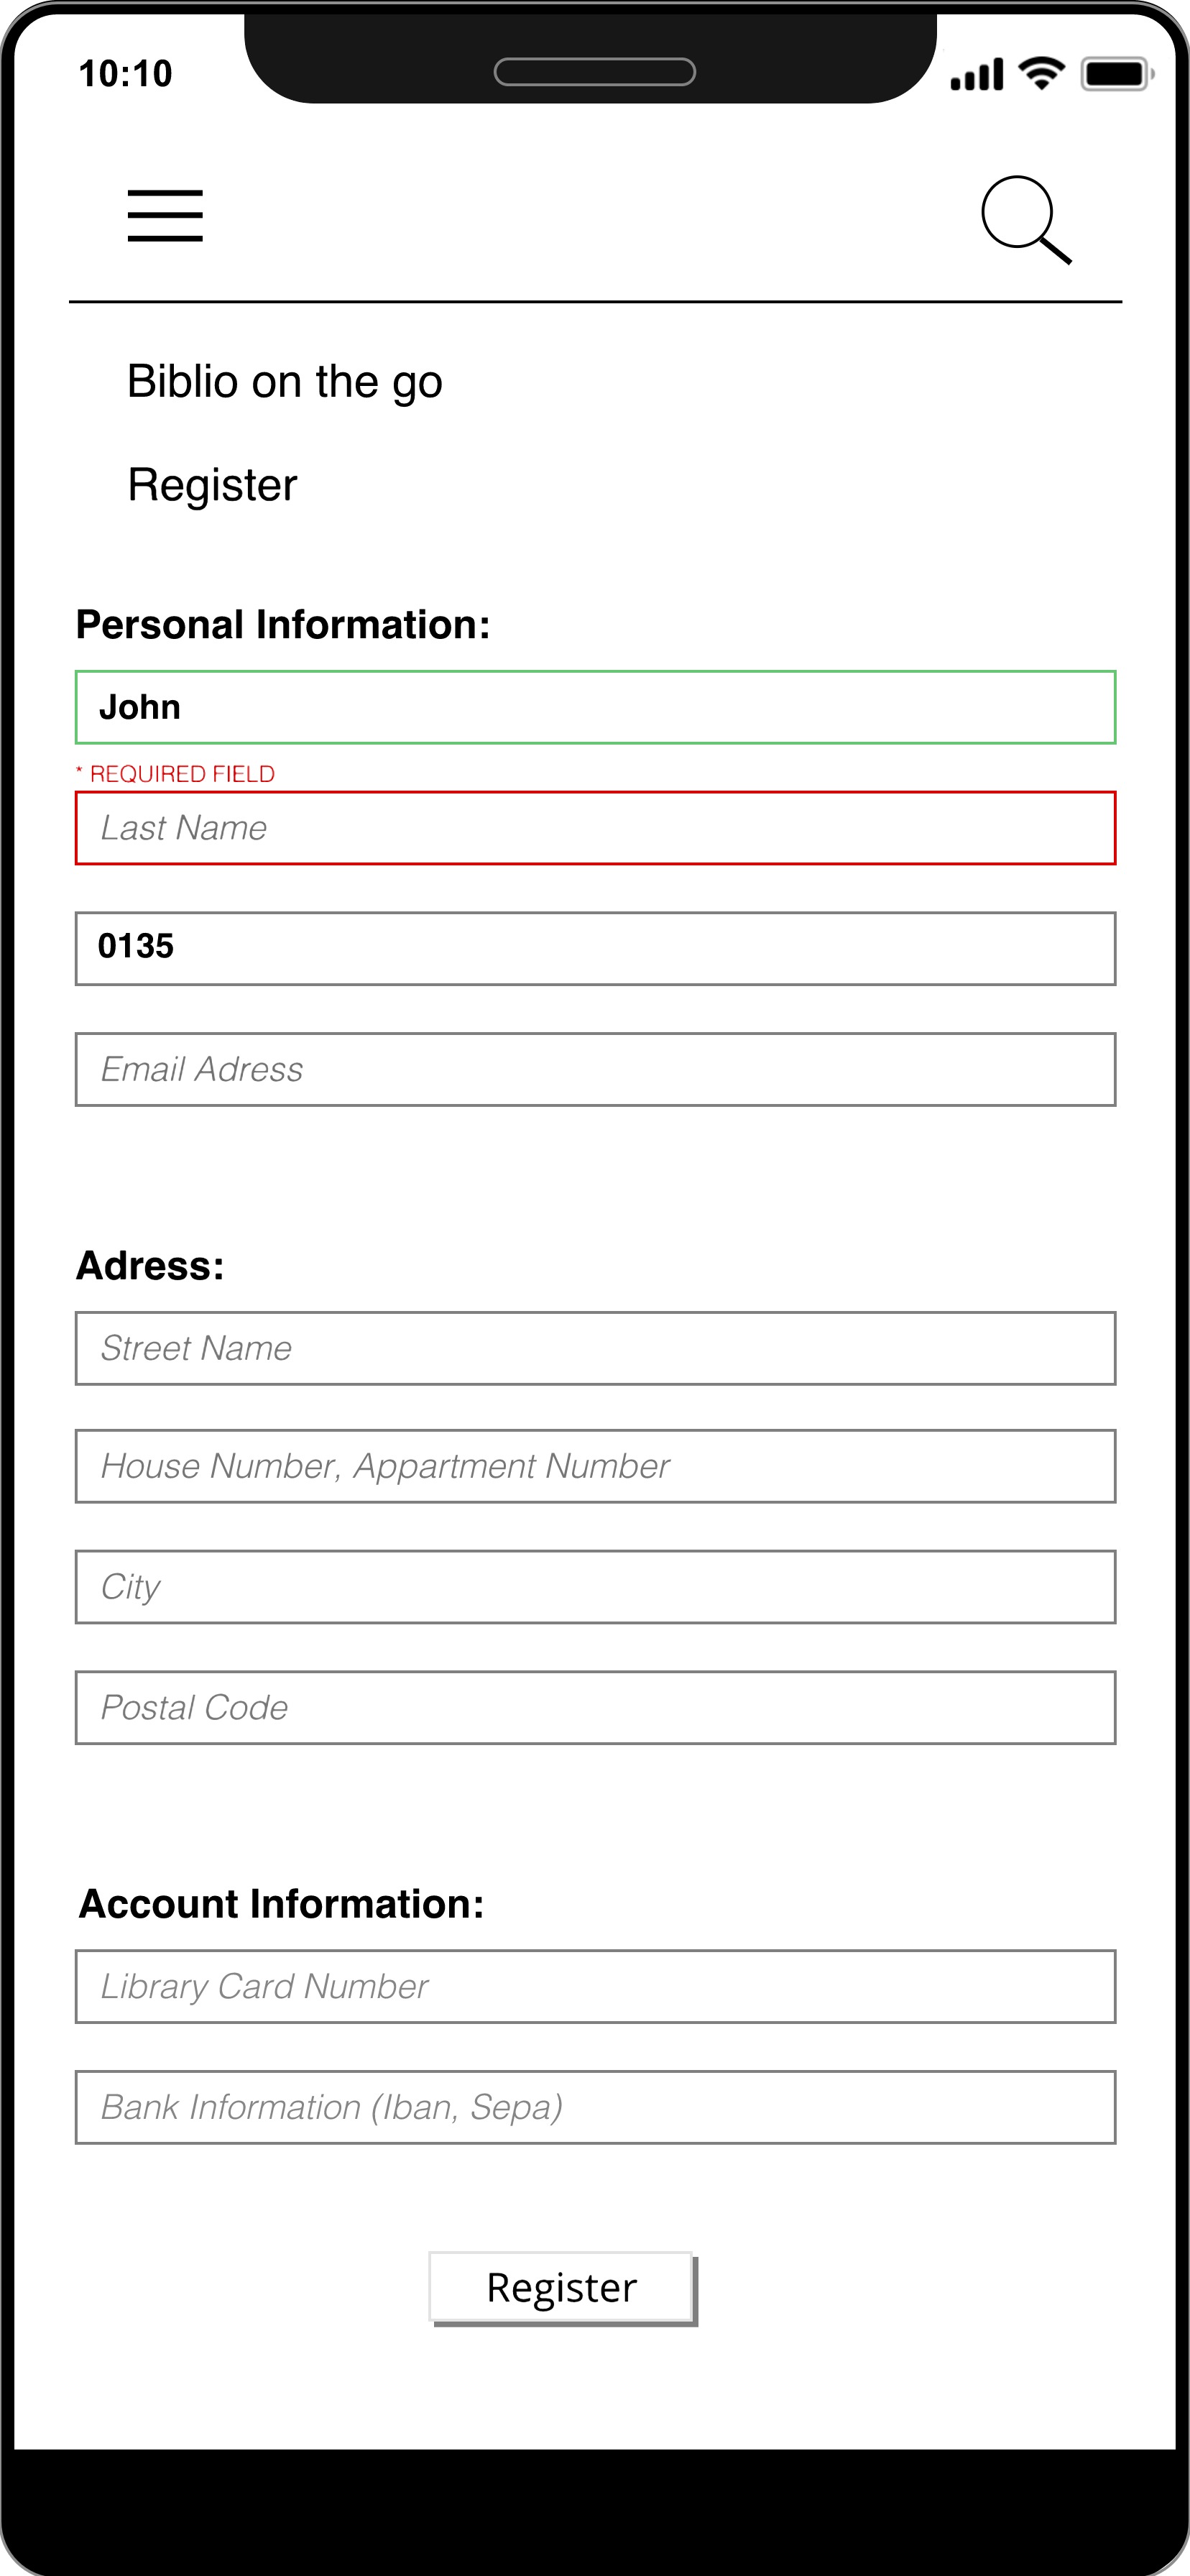 10:10
Biblio on the go
Register
Personal Information:
John
* REQUIRED FIELD
Last Name
0135
Email Adress
Adress:
Street Name
House Number, Appartment Number
City
Postal Code
Account Information:
Library Card Number
Bank Information (Iban, Sepa)
Register